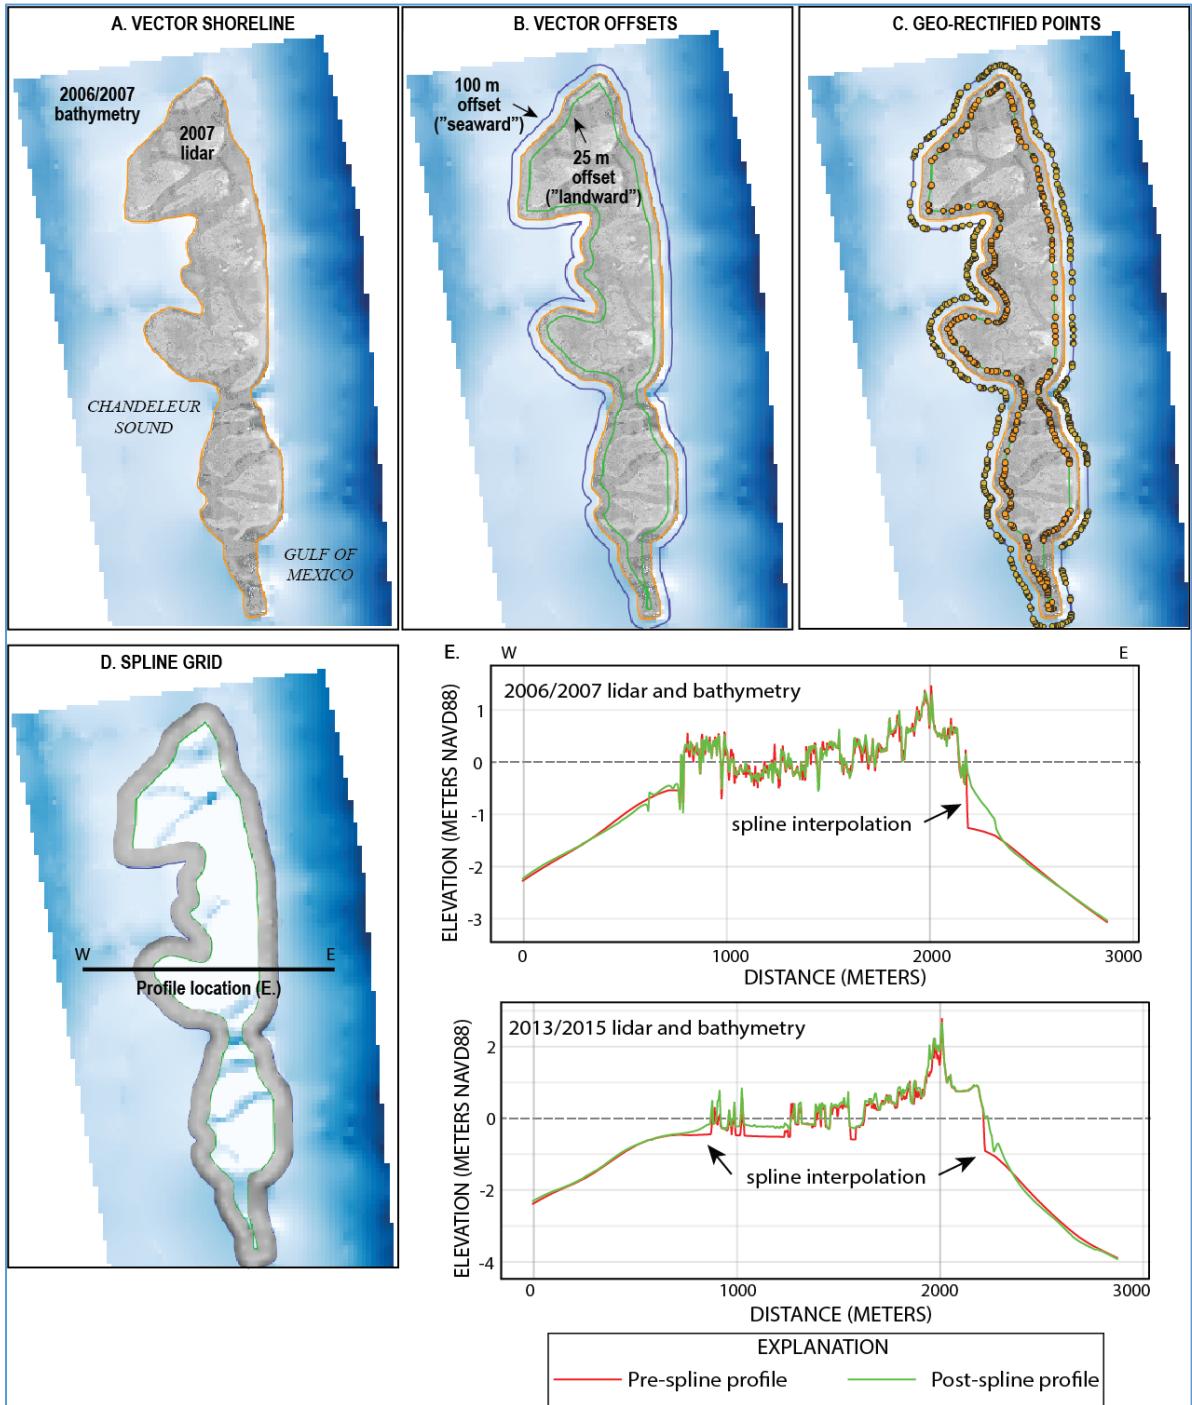 A. VECTOR SHORELINE
2006/2007
bathymetry
2007
lidar
CHANDELEUR
SOUND
GULF OF
MEXICO
B. VECTOR OFFSETS
100 m
offset
("seaward")
25 m
offset
("landward")
C. GEO-RECTIFIED POINTS
D. SPLINE GRID
W
E
Profile location (E.)
E.
W
E
2006/2007 lidar and bathymetry
ELEVATION (METERS NAVD88)
1
0
-1
-2
-3
spline interpolation
0
1000
2000
3000
DISTANCE (METERS)
2013/2015 lidar and bathymetry
ELEVATION (METERS NAVD88)
2
0
-2
-4
spline interpolation
0
1000
2000
3000
DISTANCE (METERS)
EXPLANATION
Pre-spline profile
Post-spline profile